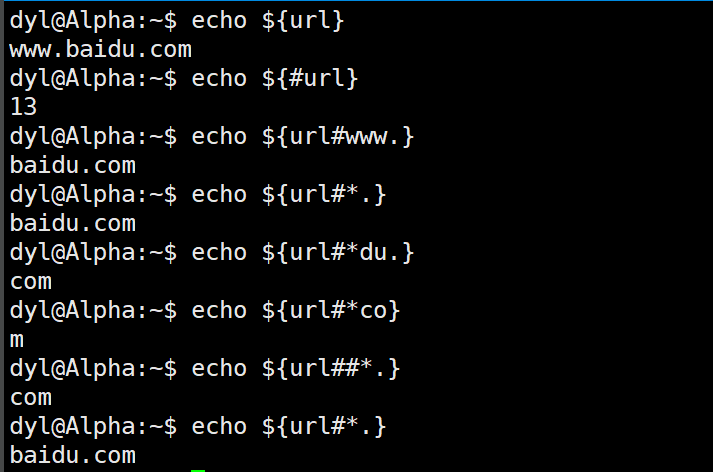 dyl@Alpha:~$ echo ${url}
www.baidu.com
dyl@Alpha:~$ echo ${#url}
13
dyl@Alpha:~$ echo ${url#www.}
baidu.com
dyl@Alpha:~$ echo ${url#*.}
baidu.com
dyl@Alpha:~$ echo ${url#*du.}
com
dyl@Alpha:~$ echo ${url#*co}
m
dyl@Alpha:~$ echo ${url##*.}
com
dyl@Alpha:~$ echo ${url#*.}
baidu.com